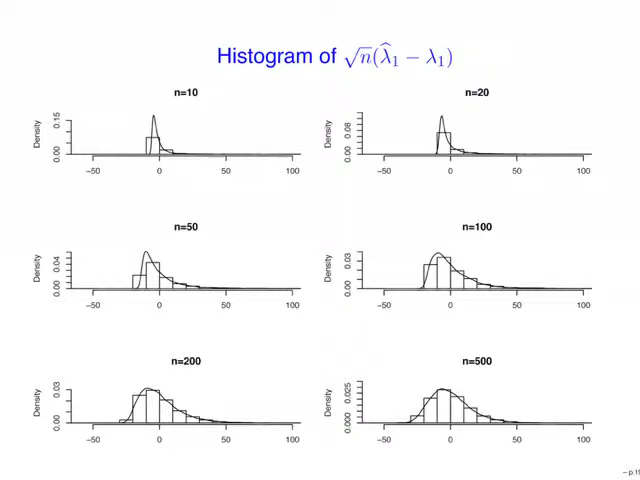 Histogram of √n(λ̂₁ − λ₁)
n=10
n=20
Density
0.00 0.15
−50 0 50 100
Density
0.00 0.08
−50 0 50 100
n=50
n=100
Density
0.00 0.04
−50 0 50 100
Density
0.00 0.03
−50 0 50 100
n=200
n=500
Density
0.00 0.03
−50 0 50 100
Density
0.000 0.025
−50 0 50 100
– p.19